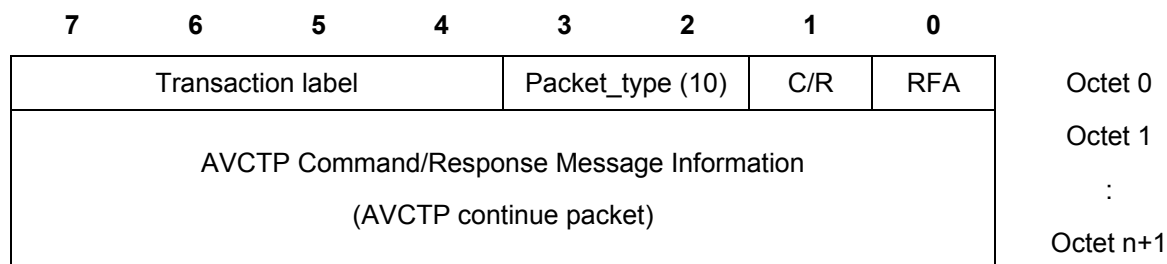 7 6 5 4 3 2 1 0
Transaction label Packet_type (10) C/R RFA Octet 0
Octet 1
AVCTP Command/Response Message Information
:
(AVCTP continue packet)
Octet n+1